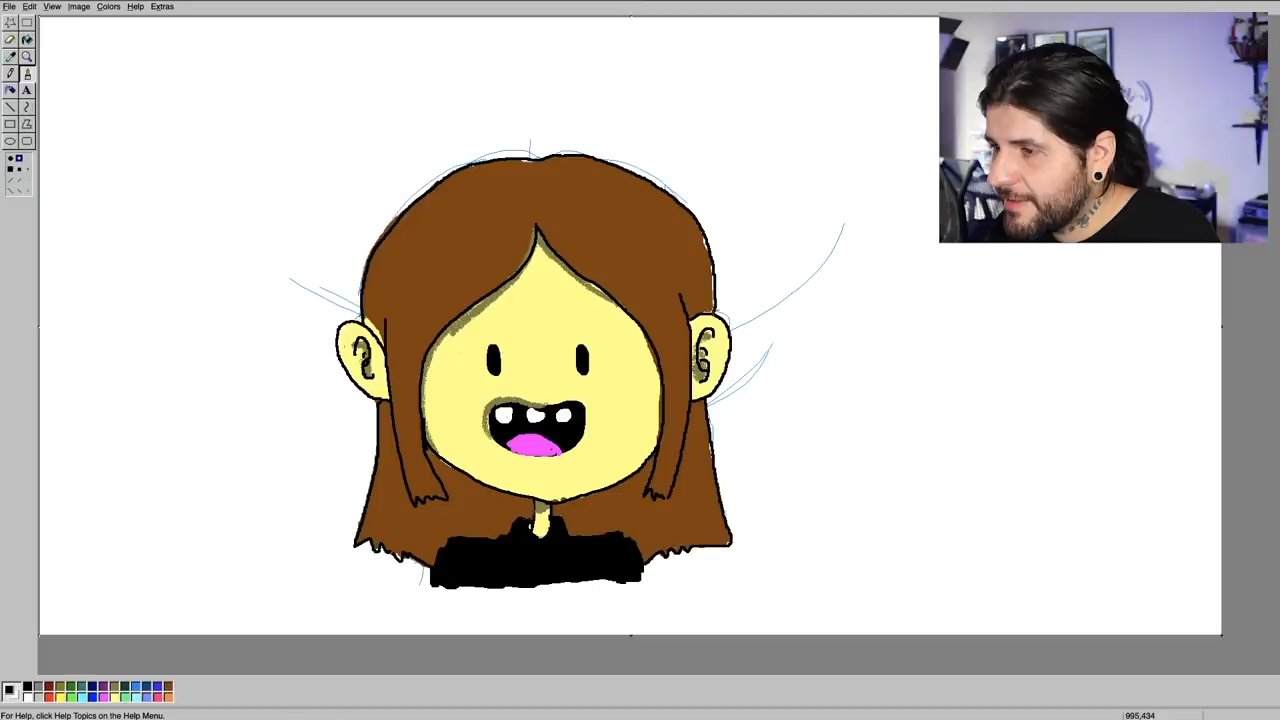 File Edit View Image Colors Help Extras
A
For Help, click Help Topics on the Help Menu.
995,434